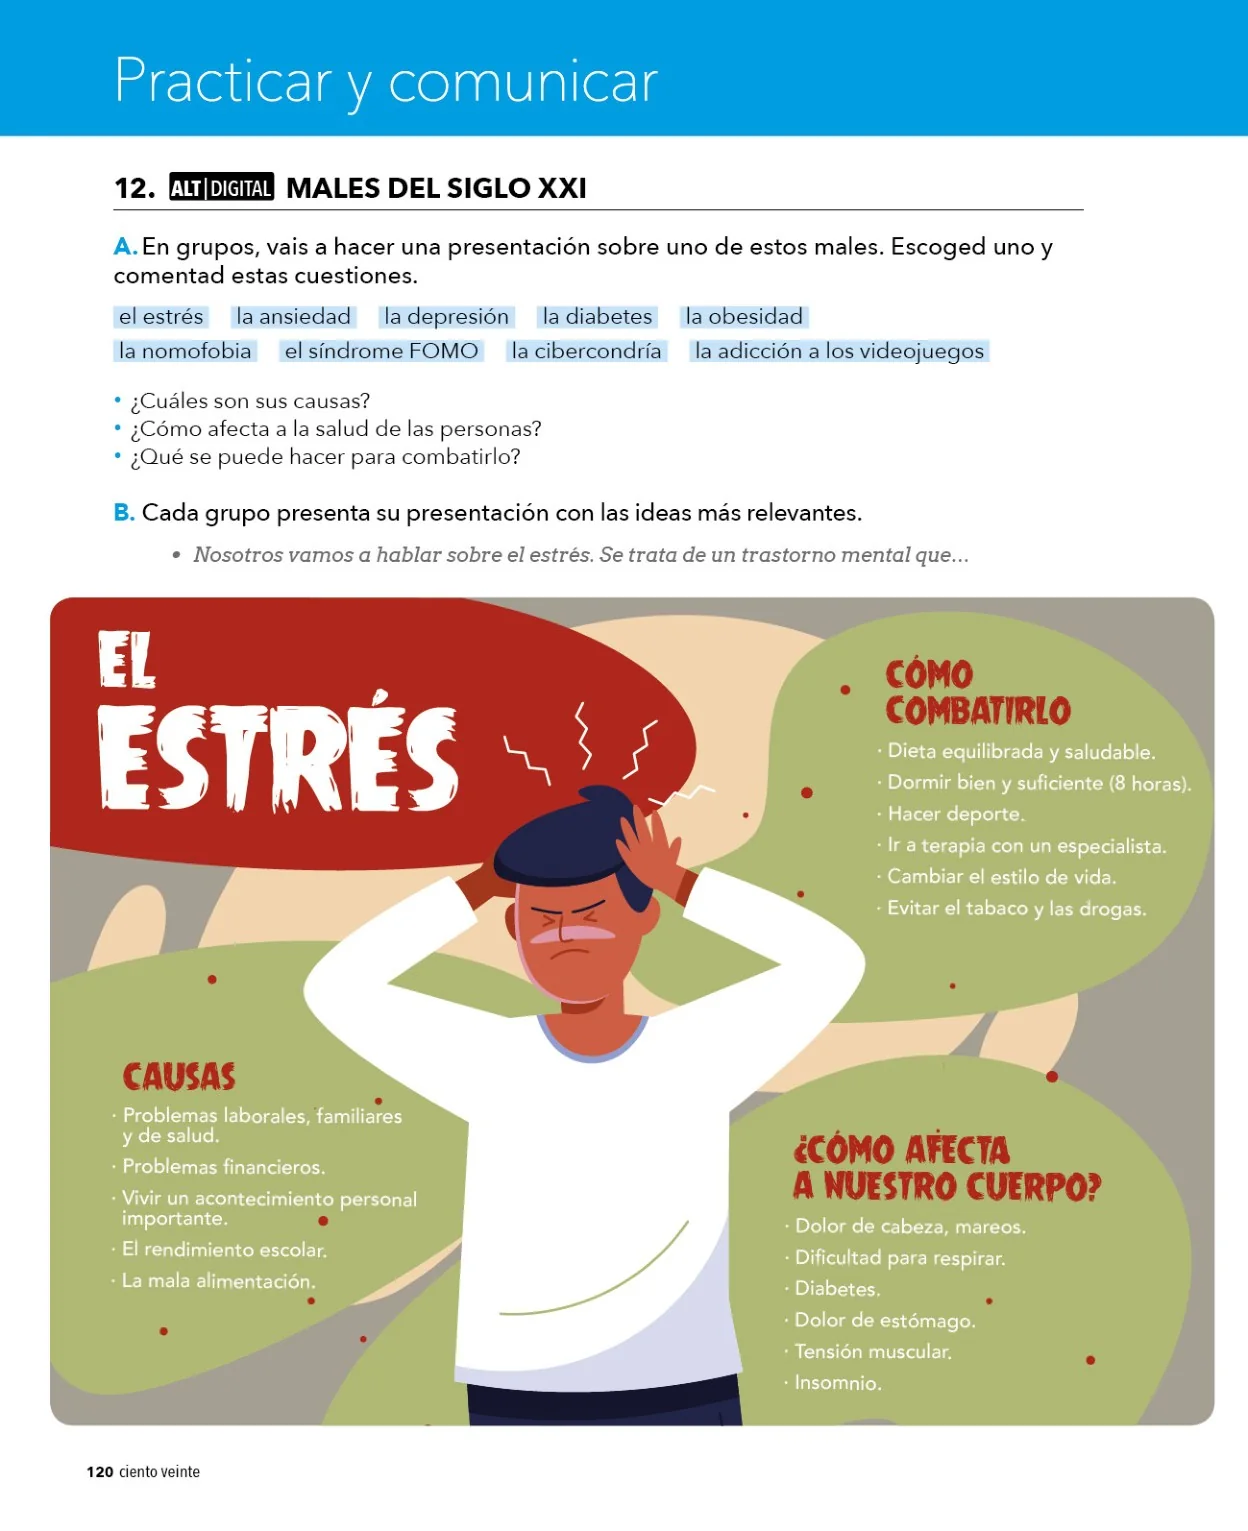 Practicar y comunicar
12. ALT|DIGITAL MALES DEL SIGLO XXI
A. En grupos, vais a hacer una presentación sobre uno de estos males. Escoged uno y
comentad estas cuestiones.
el estrés la ansiedad la depresión la diabetes la obesidad
la nomofobia el síndrome FOMO la cibercondría la adicción a los videojuegos
• ¿Cuáles son sus causas?
• ¿Cómo afecta a la salud de las personas?
• ¿Qué se puede hacer para combatirlo?
B. Cada grupo presenta su presentación con las ideas más relevantes.
• Nosotros vamos a hablar sobre el estrés. Se trata de un trastorno mental que...
EL
ESTRÉS
CÓMO
COMBATIRLO
· Dieta equilibrada y saludable.
· Dormir bien y suficiente (8 horas).
· Hacer deporte.
· Ir a terapia con un especialista.
· Cambiar el estilo de vida.
· Evitar el tabaco y las drogas.
CAUSAS
· Problemas laborales, familiares
y de salud.
· Problemas financieros.
· Vivir un acontecimiento personal
importante.
· El rendimiento escolar.
· La mala alimentación.
¿CÓMO AFECTA
A NUESTRO CUERPO?
· Dolor de cabeza, mareos.
· Dificultad para respirar.
· Diabetes.
· Dolor de estómago.
· Tensión muscular.
· Insomnio.
120 ciento veinte